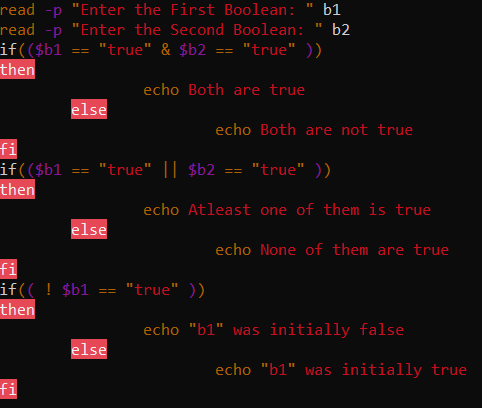 read -p "Enter the First Boolean: " b1
read -p "Enter the Second Boolean: " b2
if(($b1 == "true" & $b2 == "true" ))
then
echo Both are true
else
echo Both are not true
fi
if(($b1 == "true" || $b2 == "true" ))
then
echo Atleast one of them is true
else
echo None of them are true
fi
if(( ! $b1 == "true" ))
then
echo "b1" was initially false
else
echo "b1" was initially true
fi